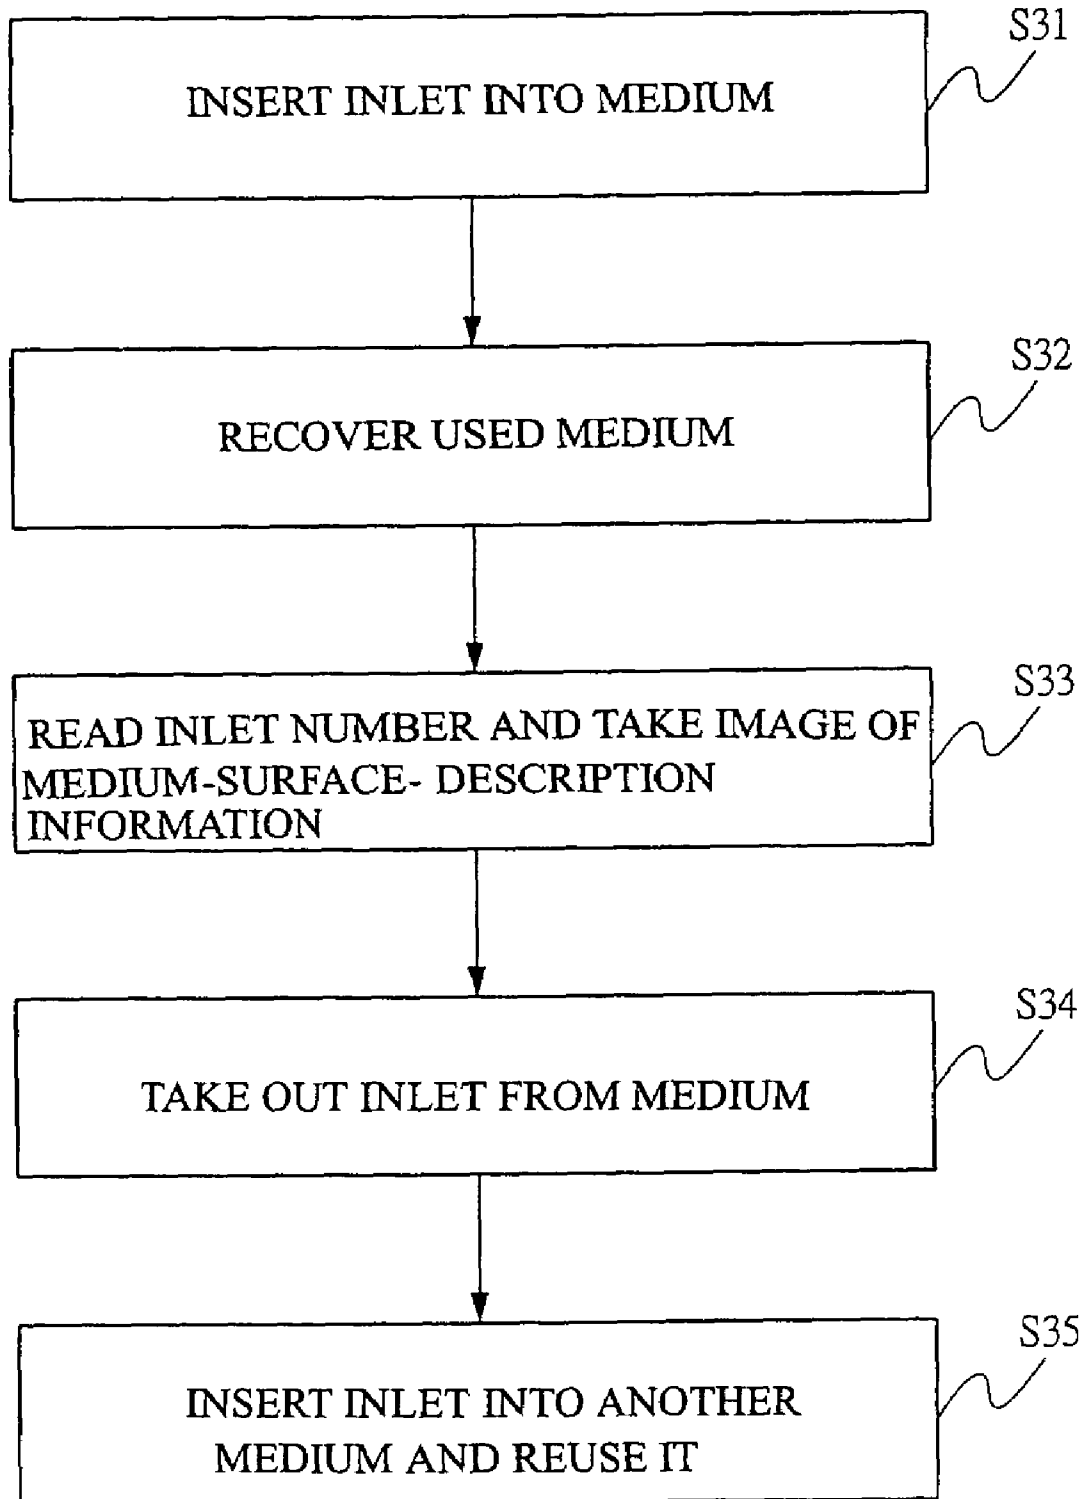 S31
INSERT INLET INTO MEDIUM
S32
RECOVER USED MEDIUM
S33
READ INLET NUMBER AND TAKE IMAGE OF
MEDIUM-SURFACE- DESCRIPTION
INFORMATION
S34
TAKE OUT INLET FROM MEDIUM
S35
INSERT INLET INTO ANOTHER
MEDIUM AND REUSE IT